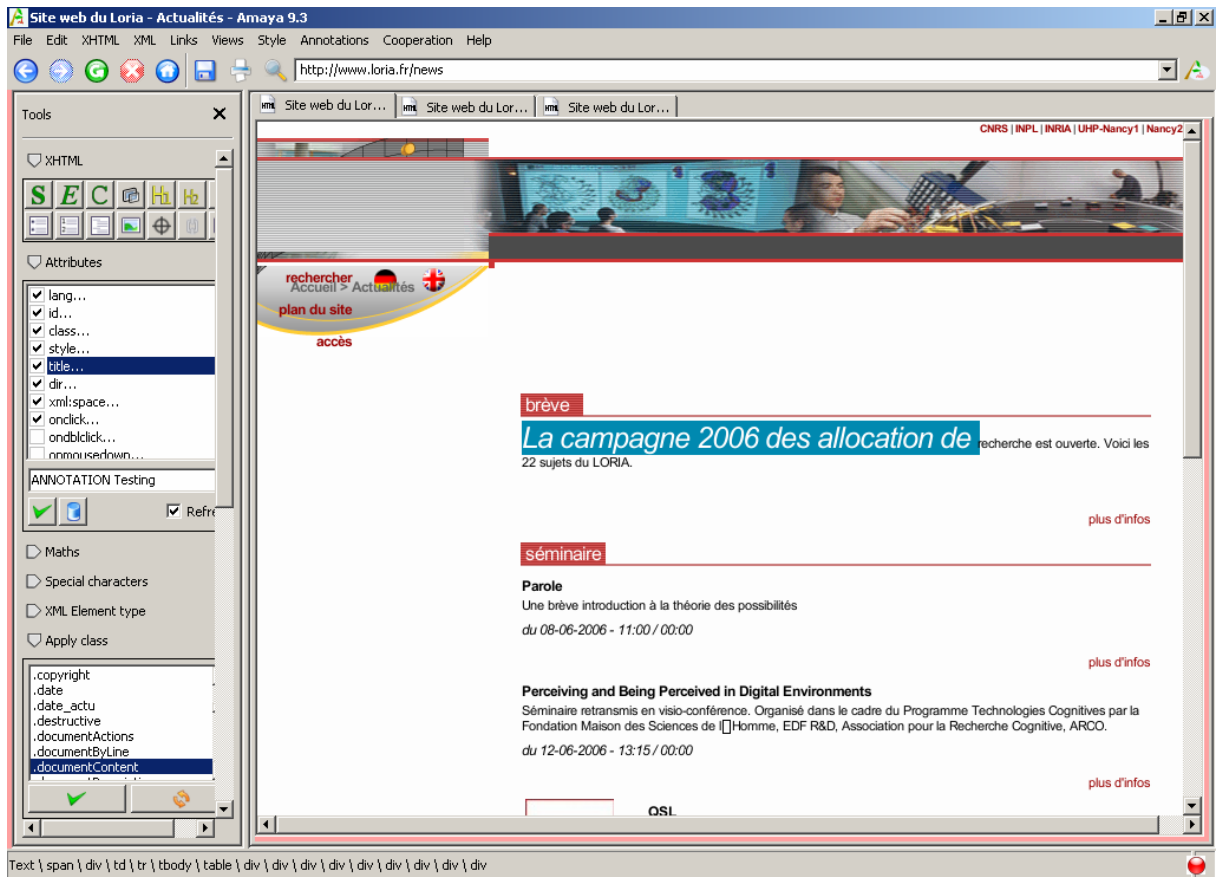 Site web du Loria - Actualités - Amaya 9.3
File Edit XHTML XML Links Views Style Annotations Cooperation Help
http://www.loria.fr/news
Tools
XHTML
S E C H1 H2
Attributes
lang...
id...
class...
style...
title...
dir...
xml:space...
onclick...
ondblclick...
onmousedown...
ANNOTATION Testing
Refre
Maths
Special characters
XML Element type
Apply class
.copyright
.date
.date_actu
.destructive
.documentActions
.documentByLine
.documentContent
Site web du Lor... Site web du Lor... Site web du Lor...
CNRS | INPL | INRIA | UHP-Nancy1 | Nancy2
rechercher
Accueil > Actualités
plan du site
accès
brève
La campagne 2006 des allocation de recherche est ouverte. Voici les
22 sujets du LORIA.
plus d'infos
séminaire
Parole
Une brève introduction à la théorie des possibilités
du 08-06-2006 - 11:00 / 00:00
plus d'infos
Perceiving and Being Perceived in Digital Environments
Séminaire retransmis en visio-conférence. Organisé dans le cadre du Programme Technologies Cognitives par la
Fondation Maison des Sciences de l▯Homme, EDF R&D, Association pour la Recherche Cognitive, ARCO.
du 12-06-2006 - 13:15 / 00:00
plus d'infos
QSL
Text \ span \ div \ td \ tr \ tbody \ table \ div \ div \ div \ div \ div \ div \ div \ div \ div